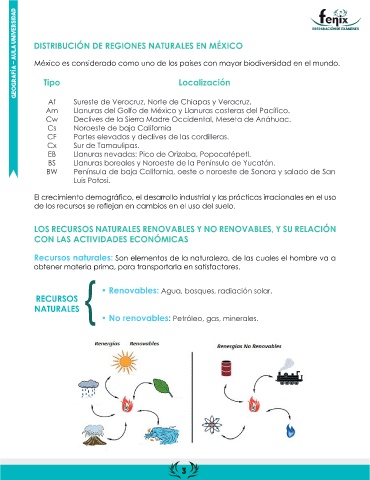 GEOGRAFÍA - AULA UNIVERSIDAD
fenix
PREPARACIÓN DE EXÁMENES
DISTRIBUCIÓN DE REGIONES NATURALES EN MÉXICO
México es considerado como uno de los países con mayor biodiversidad en el mundo.
Tipo Localización
Af Sureste de Veracruz, Norte de Chiapas y Veracruz.
Am Llanuras del Golfo de México y Llanuras costeras del Pacífico.
Cw Declives de la Sierra Madre Occidental, Meseta de Anáhuac.
Cs Noroeste de baja California
CF Partes elevadas y declives de las cordilleras.
Cx Sur de Tamaulipas.
EB Llanuras nevadas: Pico de Orizaba, Popocatépetl.
BS Llanuras boreales y Noroeste de la Península de Yucatán.
BW Península de baja California, oeste o noroeste de Sonora y salado de San
Luis Potosí.
El crecimiento demográfico, el desarrollo industrial y las prácticas irracionales en el uso
de los recursos se reflejan en cambios en el uso del suelo.
LOS RECURSOS NATURALES RENOVABLES Y NO RENOVABLES, Y SU RELACIÓN
CON LAS ACTIVIDADES ECONÓMICAS
Recursos naturales: Son elementos de la naturaleza, de las cuales el hombre va a
obtener materia prima, para transportarla en satisfactores.
RECURSOS
NATURALES
• Renovables: Agua, bosques, radiación solar.
• No renovables: Petróleo, gas, minerales.
Renergías Renovables
Renergías No Renovables
3